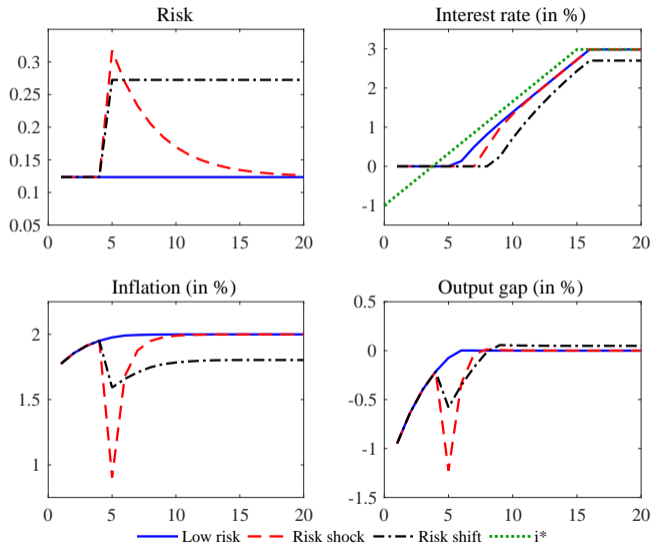 Risk
0.3
0.25
0.2
0.15
0.1
0.05
0 5 10 15 20
Interest rate (in %)
3
2
1
0
-1
0 5 10 15 20
Inflation (in %)
2
1.5
1
0 5 10 15 20
Output gap (in %)
0.5
0
-0.5
-1
-1.5
0 5 10 15 20
Low risk Risk shock Risk shift i*